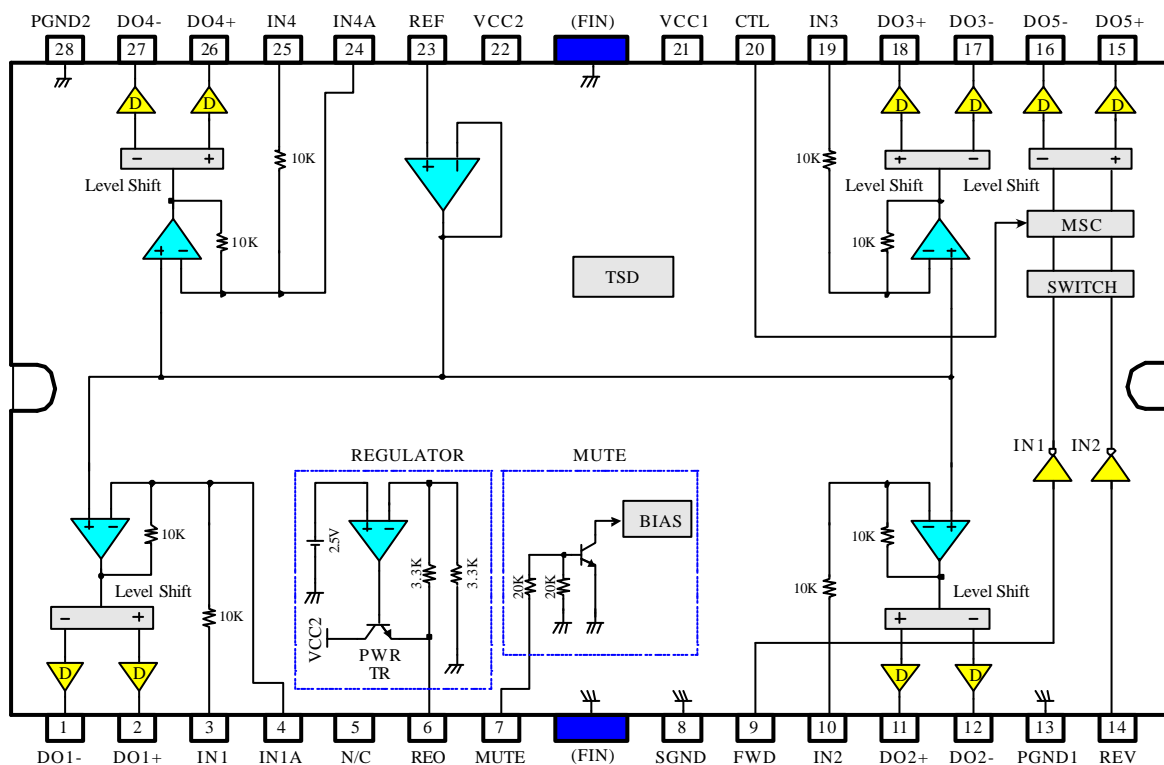 PGND2 DO4- DO4+ IN4 IN4A REF VCC2 (FIN) VCC1 CTL IN3 DO3+ DO3- DO5- DO5+
28 27 26 25 24 23 22 21 20 19 18 17 16 15
D D D D D D
- + 10K + - 10K + - - +
Level Shift Level Shift Level Shift
MSC
10K 10K
+ - - +
TSD SWITCH
REGULATOR MUTE IN1 IN2
+ - + - - +
10K 2.5V BIAS 10K
3.3K 3.3K 20K 20K 10K
Level Shift Level Shift
- + 10K + -
VCC2 PWR
TR
D D D D
1 2 3 4 5 6 7 8 9 10 11 12 13 14
DO1- DO1+ IN1 IN1A N/C REO MUTE (FIN) SGND FWD IN2 DO2+ DO2- PGND1 REV